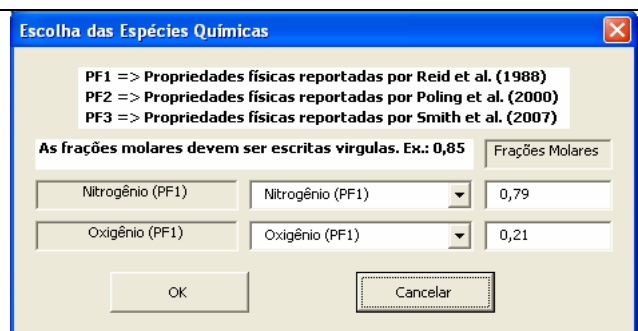 Escolha das Espécies Químicas
PF1 => Propriedades físicas reportadas por Reid et al. (1988)
PF2 => Propriedades físicas reportadas por Poling et al. (2000)
PF3 => Propriedades físicas reportadas por Smith et al. (2007)
As frações molares devem ser escritas virgulas. Ex.: 0,85 Frações Molares
Nitrogênio (PF1) Nitrogênio (PF1) 0,79
Oxigênio (PF1) Oxigênio (PF1) 0,21
OK Cancelar